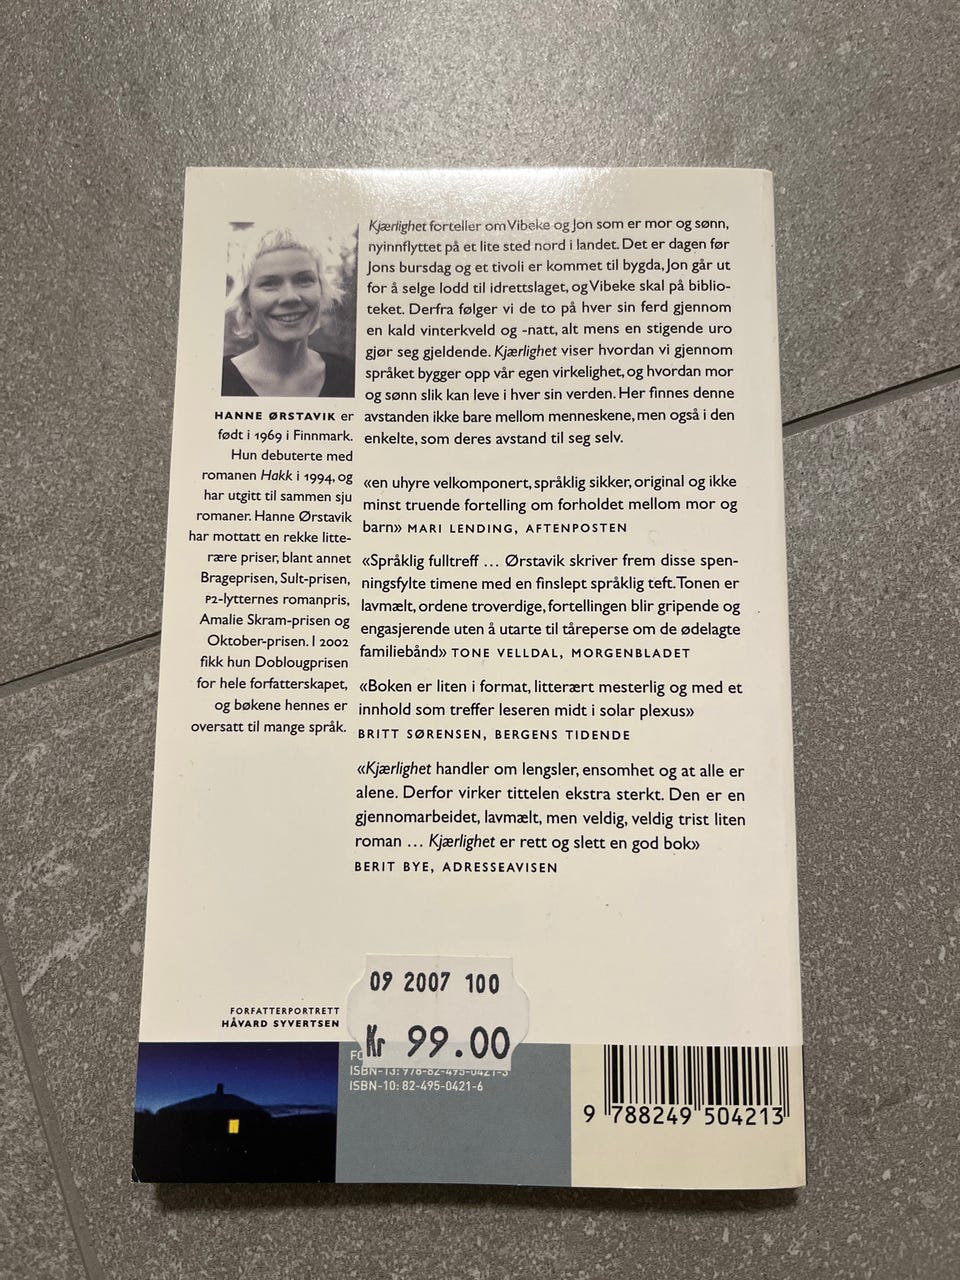 Kjærlighet forteller om Vibeke og Jon som er mor og sønn,
nyinnflyttet på et lite sted nord i landet. Det er dagen før
Jons bursdag og et tivoli er kommet til bygda, Jon går ut
for å selge lodd til idrettslaget, og Vibeke skal på biblio-
teket. Derfra følger vi de to på hver sin ferd gjennom
en kald vinterkveld og -natt, alt mens en stigende uro
gjør seg gjeldende. Kjærlighet viser hvordan vi gjennom
språket bygger opp vår egen virkelighet, og hvordan mor
og sønn slik kan leve i hver sin verden. Her finnes denne
avstanden ikke bare mellom menneskene, men også i den
enkelte, som deres avstand til seg selv.
HANNE ØRSTAVIK er
født i 1969 i Finnmark.
Hun debuterte med
romanen Hakk i 1994, og
har utgitt til sammen sju
romaner. Hanne Ørstavik
har mottatt en rekke litte-
rære priser, blant annet
Brageprisen, Sult-prisen,
P2-lytternes romanpris,
Amalie Skram-prisen og
Oktober-prisen. I 2002
fikk hun Doblougprisen
for hele forfatterskapet,
og bøkene hennes er
oversatt til mange språk.
«en uhyre velkomponert, språklig sikker, original og ikke
minst truende fortelling om forholdet mellom mor og
barn» MARI LENDING, AFTENPOSTEN
«Språklig fulltreff … Ørstavik skriver frem disse spen-
ningsfylte timene med en finslept språklig teft. Tonen er
lavmælt, ordene troverdige, fortellingen blir gripende og
engasjerende uten å utarte til tåreperse om de ødelagte
familiebånd» TONE VELLDAL, MORGENBLADET
«Boken er liten i format, litterært mesterlig og med et
innhold som treffer leseren midt i solar plexus»
BRITT SØRENSEN, BERGENS TIDENDE
«Kjærlighet handler om lengsler, ensomhet og at alle er
alene. Derfor virker tittelen ekstra sterkt. Den er en
gjennomarbeidet, lavmælt, men veldig, veldig trist liten
roman … Kjærlighet er rett og slett en god bok»
BERIT BYE, ADRESSEAVISEN
09 2007 100
Kr 99.00
FORFATTERPORTRETT
HÅVARD SYVERTSEN
ISBN-13: 978-82-495-0421-3
ISBN-10: 82-495-0421-6
9 788249 504213